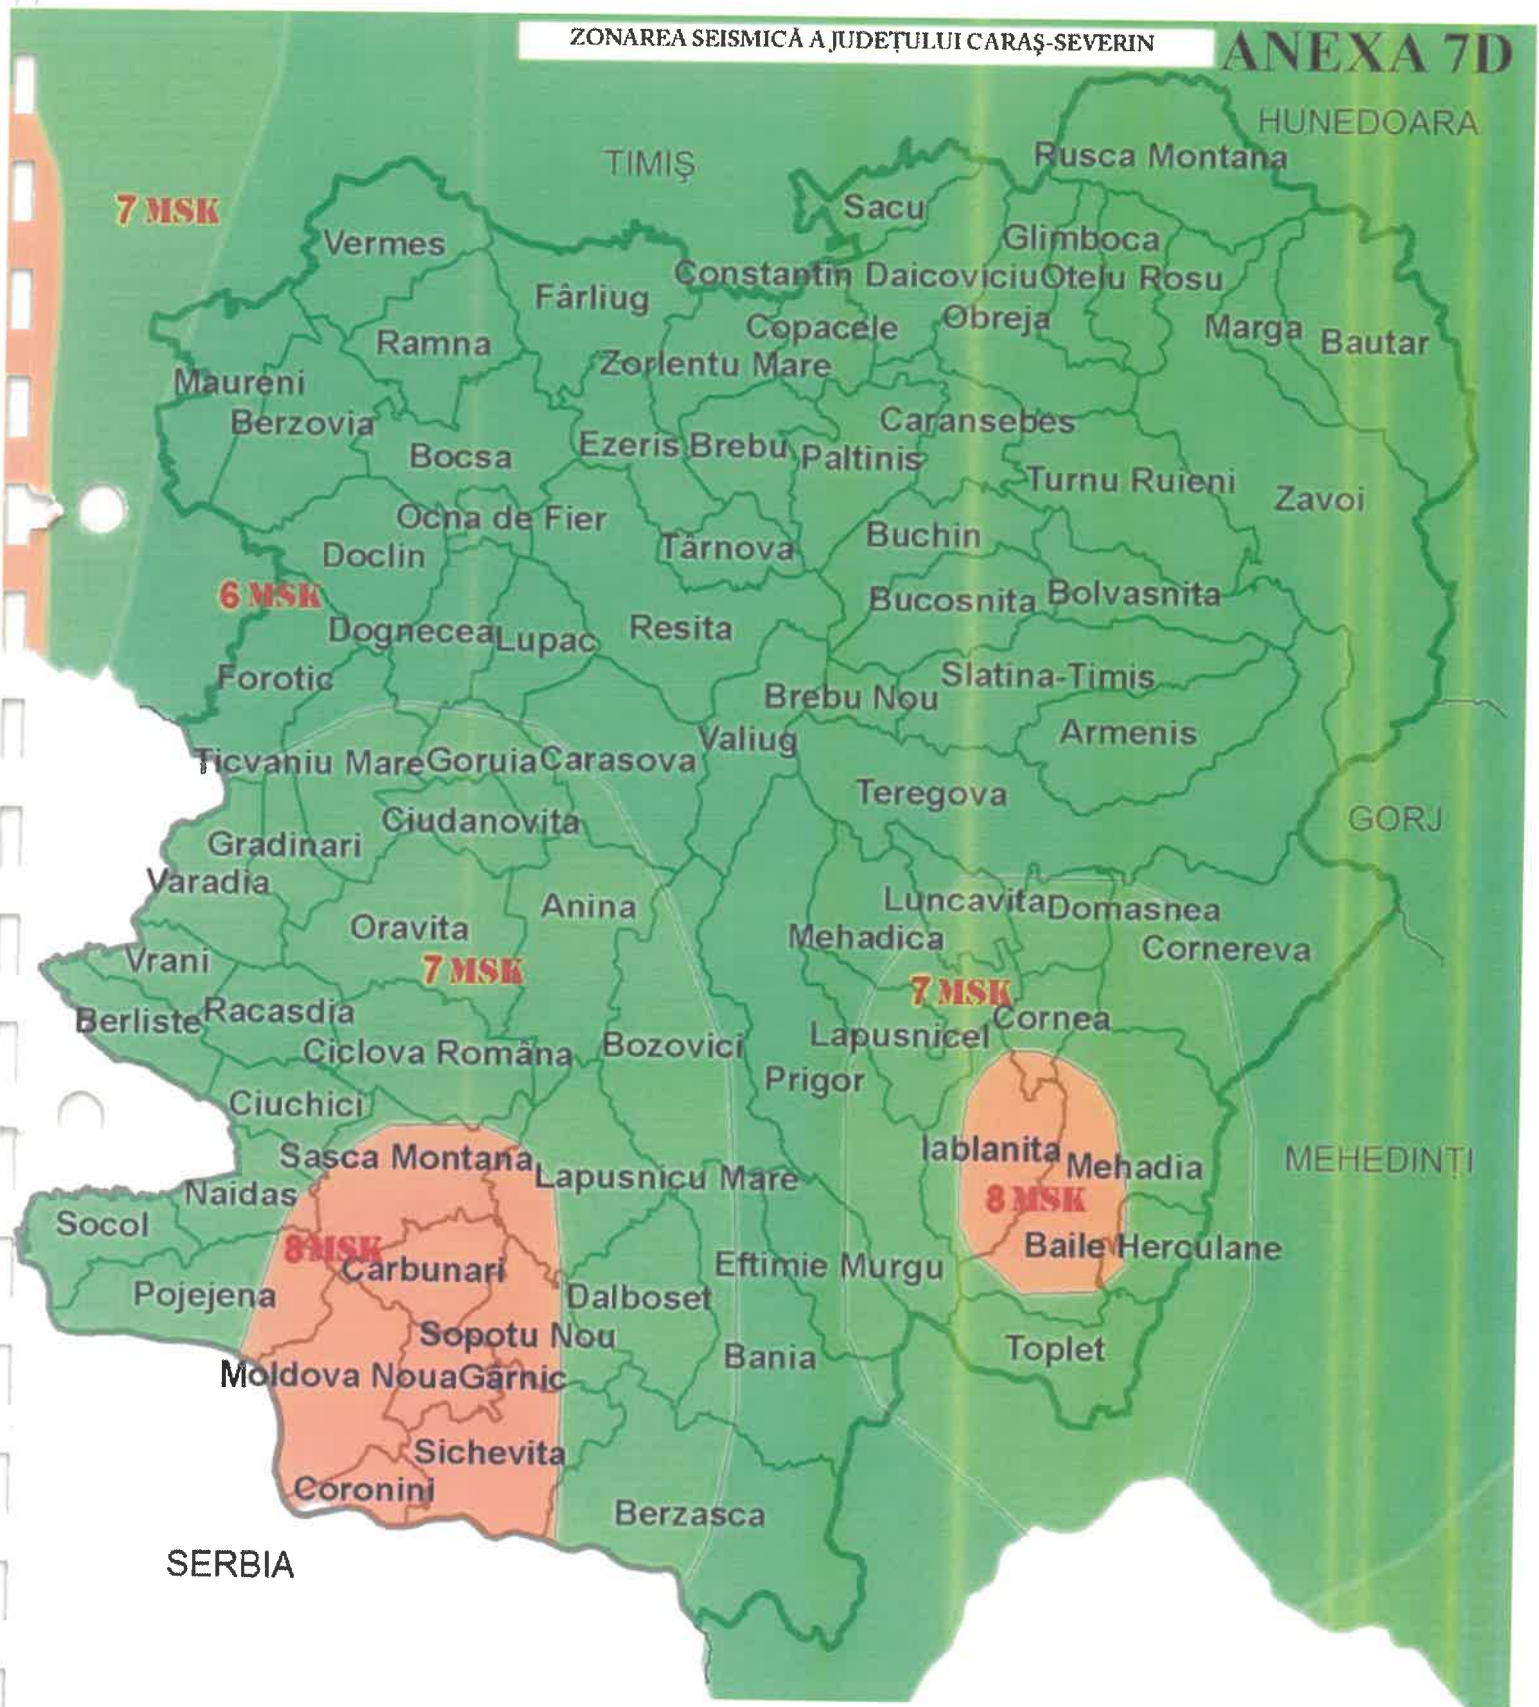 ZONAREA SEISMICĂ A JUDEŢULUI CARAŞ-SEVERIN
ANEXA 7D
HUNEDOARA
TIMIŞ
Rusca Montana
7 MSK
Sacu
Vermes
Glimboca
Constantin Daicoviciu
Otelu Rosu
Fârliug
Copacele
Obreja
Marga
Bautar
Ramna
Zorlentu Mare
Maureni
Berzovia
Caransebes
Ezeris
Brebu
Paltinis
Bocsa
Turnu Ruieni
Zavoi
Ocna de Fier
Buchin
Doclin
Târnova
6 MSK
Bucosnita
Bolvasnita
Dognecea
Lupac
Resita
Forotic
Slatina-Timis
Brebu Nou
Armenis
Valiug
Ticvaniu Mare
Goruia
Carasova
Teregova
GORJ
Ciudanovita
Gradinari
Varadia
Anina
Luncavita
Domasnea
Oravita
Mehadica
Cornereva
Vrani
7 MSK
7 MSK
Berliste
Racasdia
Cornea
Lapusnicel
Ciclova Româna
Bozovici
Prigor
Ciuchici
Iablanita
Mehadia
MEHEDINŢI
Sasca Montana
Lapusnicu Mare
Naidas
8 MSK
Socol
8 MSK
Baile Herculane
Carbunari
Eftimie Murgu
Pojejena
Dalboset
Sopotu Nou
Toplet
Bania
Moldova Noua
Gârnic
Sichevita
Coronini
Berzasca
SERBIA